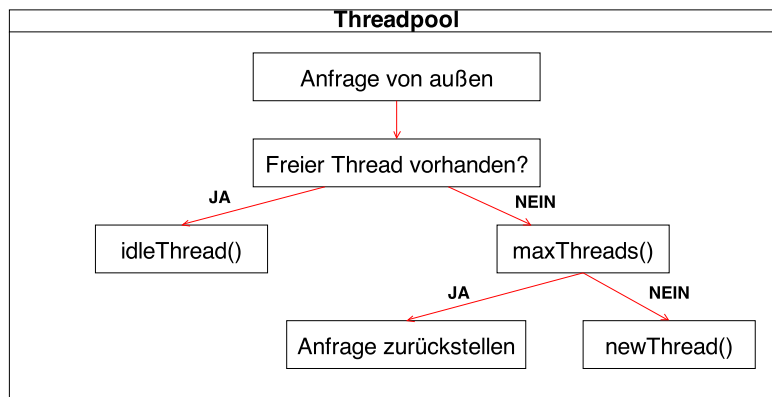 Threadpool
Anfrage von außen
Freier Thread vorhanden?
JA
NEIN
idleThread()
maxThreads()
JA
NEIN
Anfrage zurückstellen
newThread()